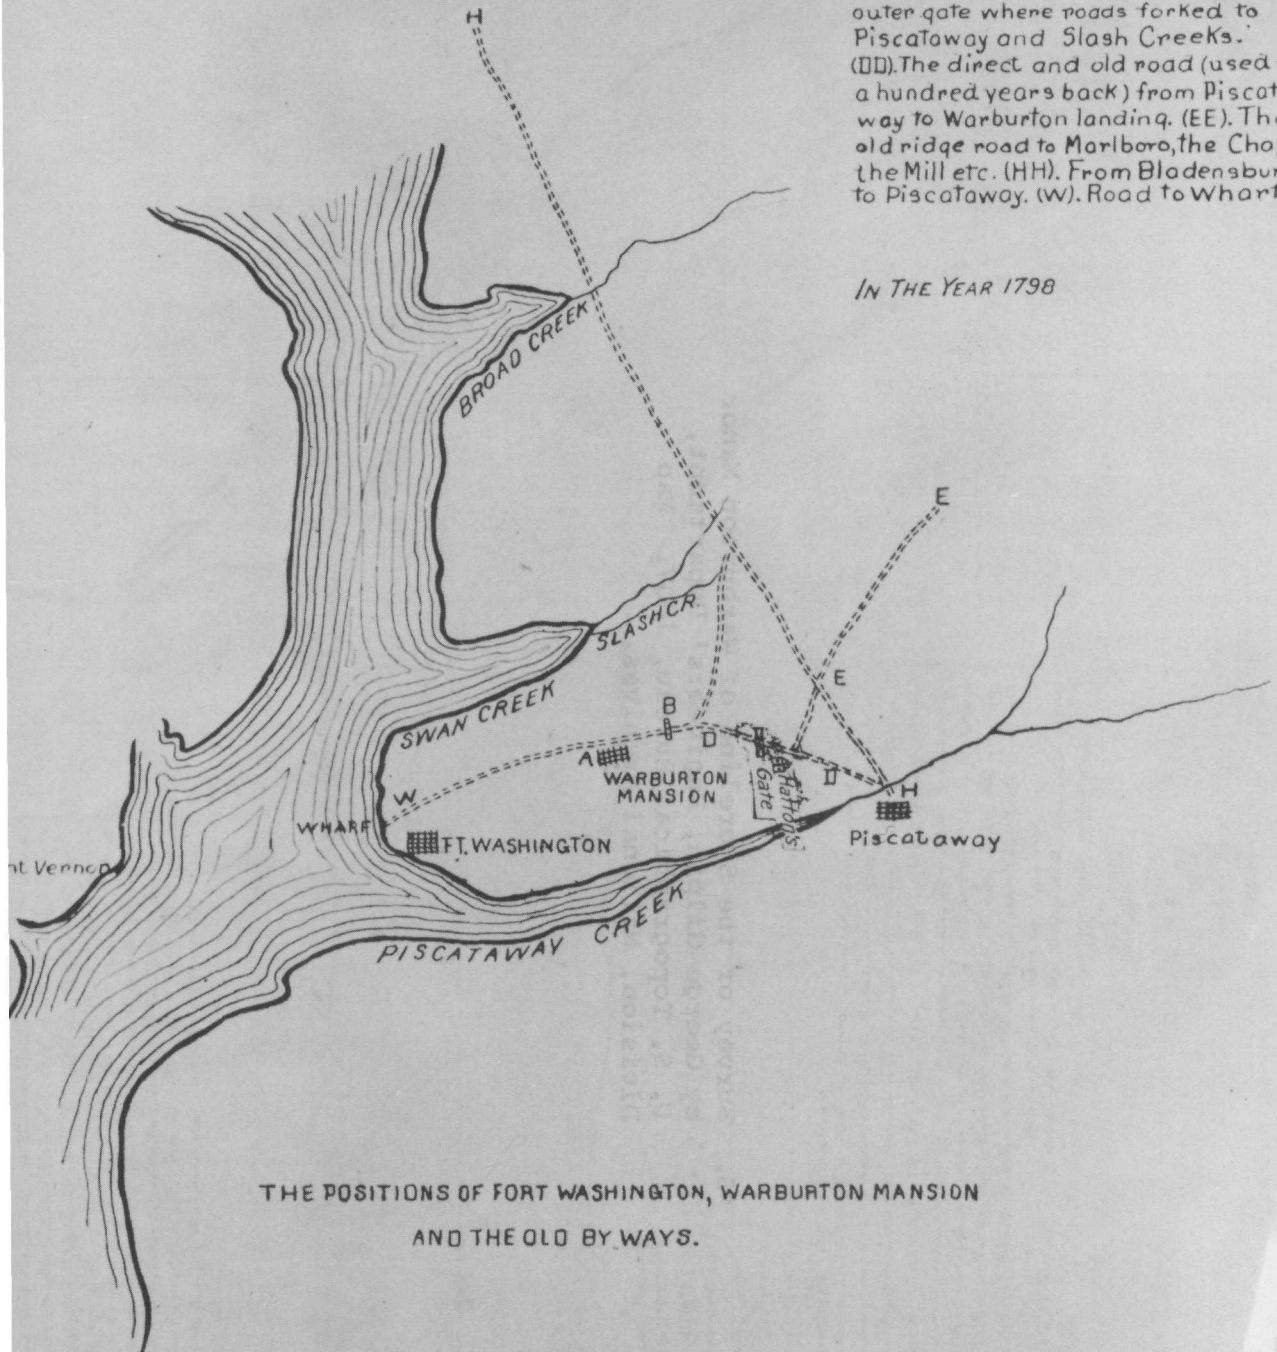 outer gate where roads forked to
Piscataway and Slash Creeks.
(DD). The direct and old road (used
a hundred years back) from Piscat
way to Warburton landing. (EE). The
old ridge road to Marlboro, the Cha
the Mill etc. (HH). From Bladensbur
to Piscataway. (W). Road to Wharf
IN THE YEAR 1798
H
BROAD CREEK
E
SLASH CR.
E
SWAN CREEK
B
D
A
WARBURTON
MANSION
Hatton's
Gate
D
H
Piscataway
W
WHARF
FT. WASHINGTON
nt Vernon
PISCATAWAY CREEK
THE POSITIONS OF FORT WASHINGTON, WARBURTON MANSION
AND THE OLD BY WAYS.